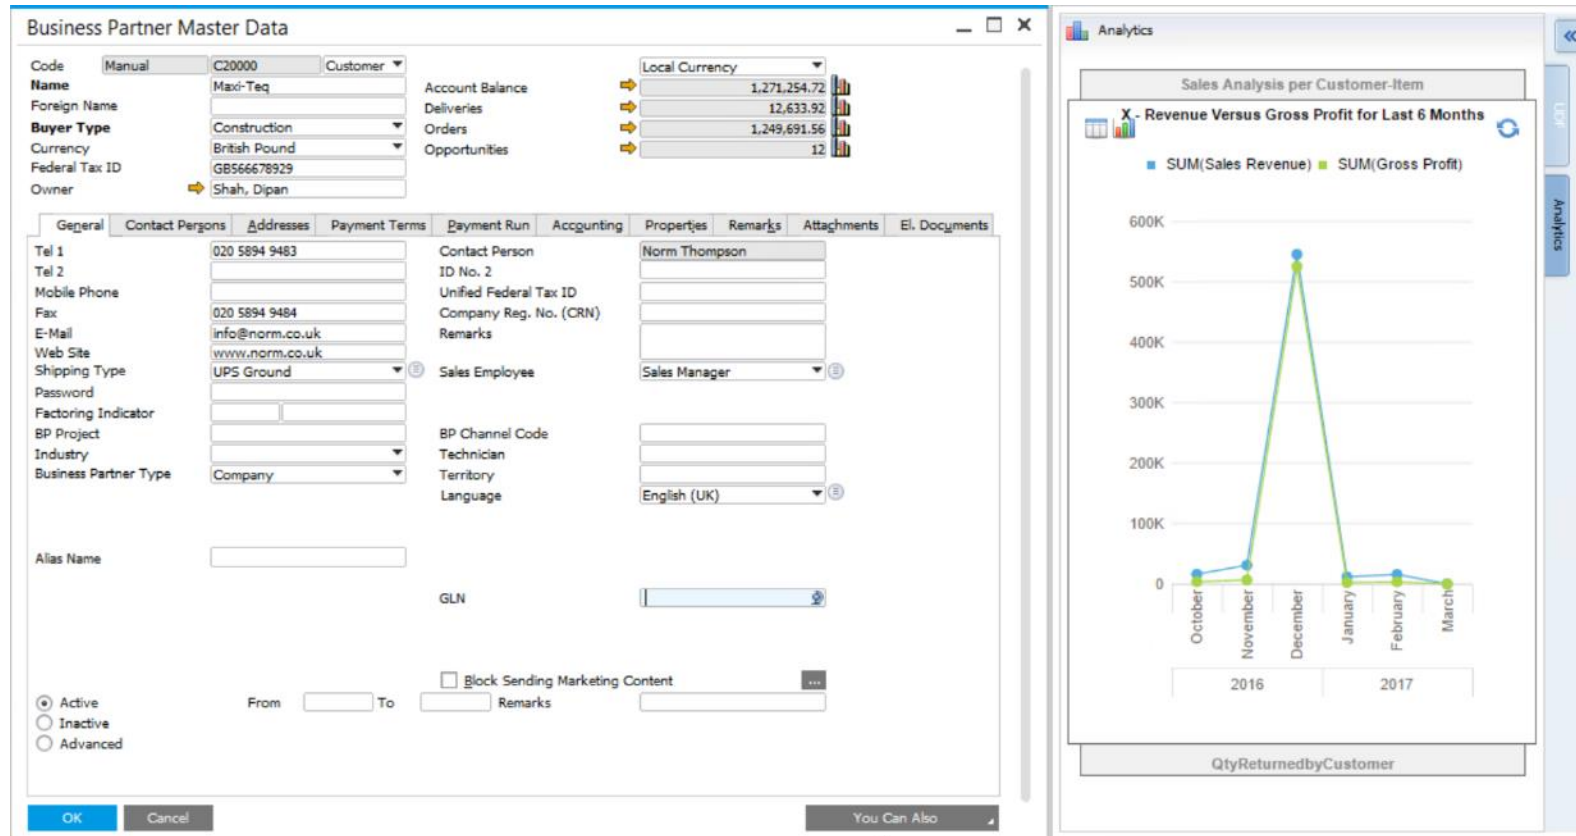 Business Partner Master Data
Code Manual C20000 Customer
Name Maxi-Teq
Foreign Name
Buyer Type Construction
Currency British Pound
Federal Tax ID GB566678929
Owner Shah, Dipan
Local Currency
Account Balance 1,271,254.72
Deliveries 12,633.92
Orders 1,249,691.56
Opportunities 12
General Contact Persons Addresses Payment Terms Payment Run Accounting Properties Remarks Attachments El. Documents
Tel 1 020 5894 9483
Tel 2
Mobile Phone
Fax 020 5894 9484
E-Mail info@norm.co.uk
Web Site www.norm.co.uk
Shipping Type UPS Ground
Password
Factoring Indicator
BP Project
Industry
Business Partner Type Company
Alias Name
Contact Person Norm Thompson
ID No. 2
Unified Federal Tax ID
Company Reg. No. (CRN)
Remarks
Sales Employee Sales Manager
BP Channel Code
Technician
Territory
Language English (UK)
GLN
Block Sending Marketing Content ...
Active From To Remarks
Inactive
Advanced
OK Cancel You Can Also
Analytics
Sales Analysis per Customer-Item
X - Revenue Versus Gross Profit for Last 6 Months
SUM(Sales Revenue) SUM(Gross Profit)
600K
500K
400K
300K
200K
100K
0
October November December January February March
2016 2017
QtyReturnedbyCustomer
UDF
Analytics